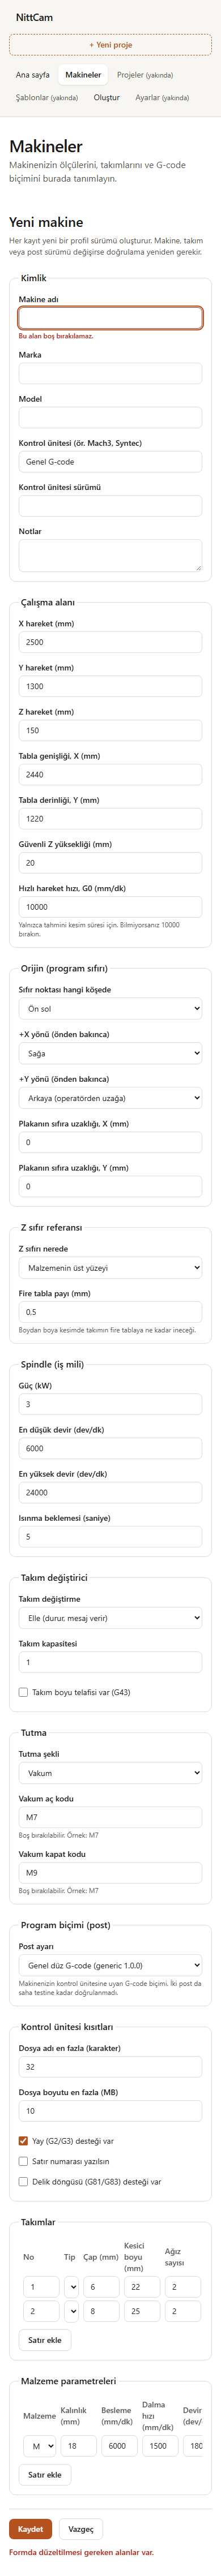 NittCam
+ Yeni proje
Ana sayfa Makineler Projeler (yakında)
Şablonlar (yakında) Oluştur Ayarlar (yakında)
Makineler
Makinenizin ölçülerini, takımlarını ve G-code
biçimini burada tanımlayın.
Yeni makine
Her kayıt yeni bir profil sürümü oluşturur. Makine, takım
veya post sürümü değişirse doğrulama yeniden gerekir.
Kimlik
Makine adı
Bu alan boş bırakılamaz.
Marka
Model
Kontrol ünitesi (ör. Mach3, Syntec)
Genel G-code
Kontrol ünitesi sürümü
Notlar
Çalışma alanı
X hareket (mm)
2500
Y hareket (mm)
1300
Z hareket (mm)
150
Tabla genişliği, X (mm)
2440
Tabla derinliği, Y (mm)
1220
Güvenli Z yüksekliği (mm)
20
Hızlı hareket hızı, G0 (mm/dk)
10000
Yalnızca tahmini kesim süresi için. Bilmiyorsanız 10000
bırakın.
Orijin (program sıfırı)
Sıfır noktası hangi köşede
Ön sol
+X yönü (önden bakınca)
Sağa
+Y yönü (önden bakınca)
Arkaya (operatörden uzağa)
Plakanın sıfıra uzaklığı, X (mm)
0
Plakanın sıfıra uzaklığı, Y (mm)
0
Z sıfır referansı
Z sıfırı nerede
Malzemenin üst yüzeyi
Fire tabla payı (mm)
0,5
Boydan boya kesimde takımın fire tablaya ne kadar ineceği.
Spindle (iş mili)
Güç (kW)
3
En düşük devir (dev/dk)
6000
En yüksek devir (dev/dk)
24000
Isınma beklemesi (saniye)
5
Takım değiştirici
Takım değiştirme
Elle (durur, mesaj verir)
Takım kapasitesi
1
Takım boyu telafisi var (G43)
Tutma
Tutma şekli
Vakum
Vakum aç kodu
M7
Boş bırakılabilir. Örnek: M7
Vakum kapat kodu
M9
Boş bırakılabilir. Örnek: M7
Program biçimi (post)
Post ayarı
Genel düz G-code (generic 1.0.0)
Makinenizin kontrol ünitesine uyan G-code biçimi. İki post da
saha testine kadar doğrulanmadı.
Kontrol ünitesi kısıtları
Dosya adı en fazla (karakter)
32
Dosya boyutu en fazla (MB)
10
Yay (G2/G3) desteği var
Satır numarası yazılsın
Delik döngüsü (G81/G83) desteği var
Takımlar
No Tip Çap (mm) Kesici boyu (mm) Ağız sayısı
1 6 22 2
2 8 25 2
Satır ekle
Malzeme parametreleri
Malzeme Kalınlık (mm) Besleme (mm/dk) Dalma hızı (mm/dk) Devir (dev/
M 18 6000 1500 180
Satır ekle
Kaydet Vazgeç
Formda düzeltilmesi gereken alanlar var.